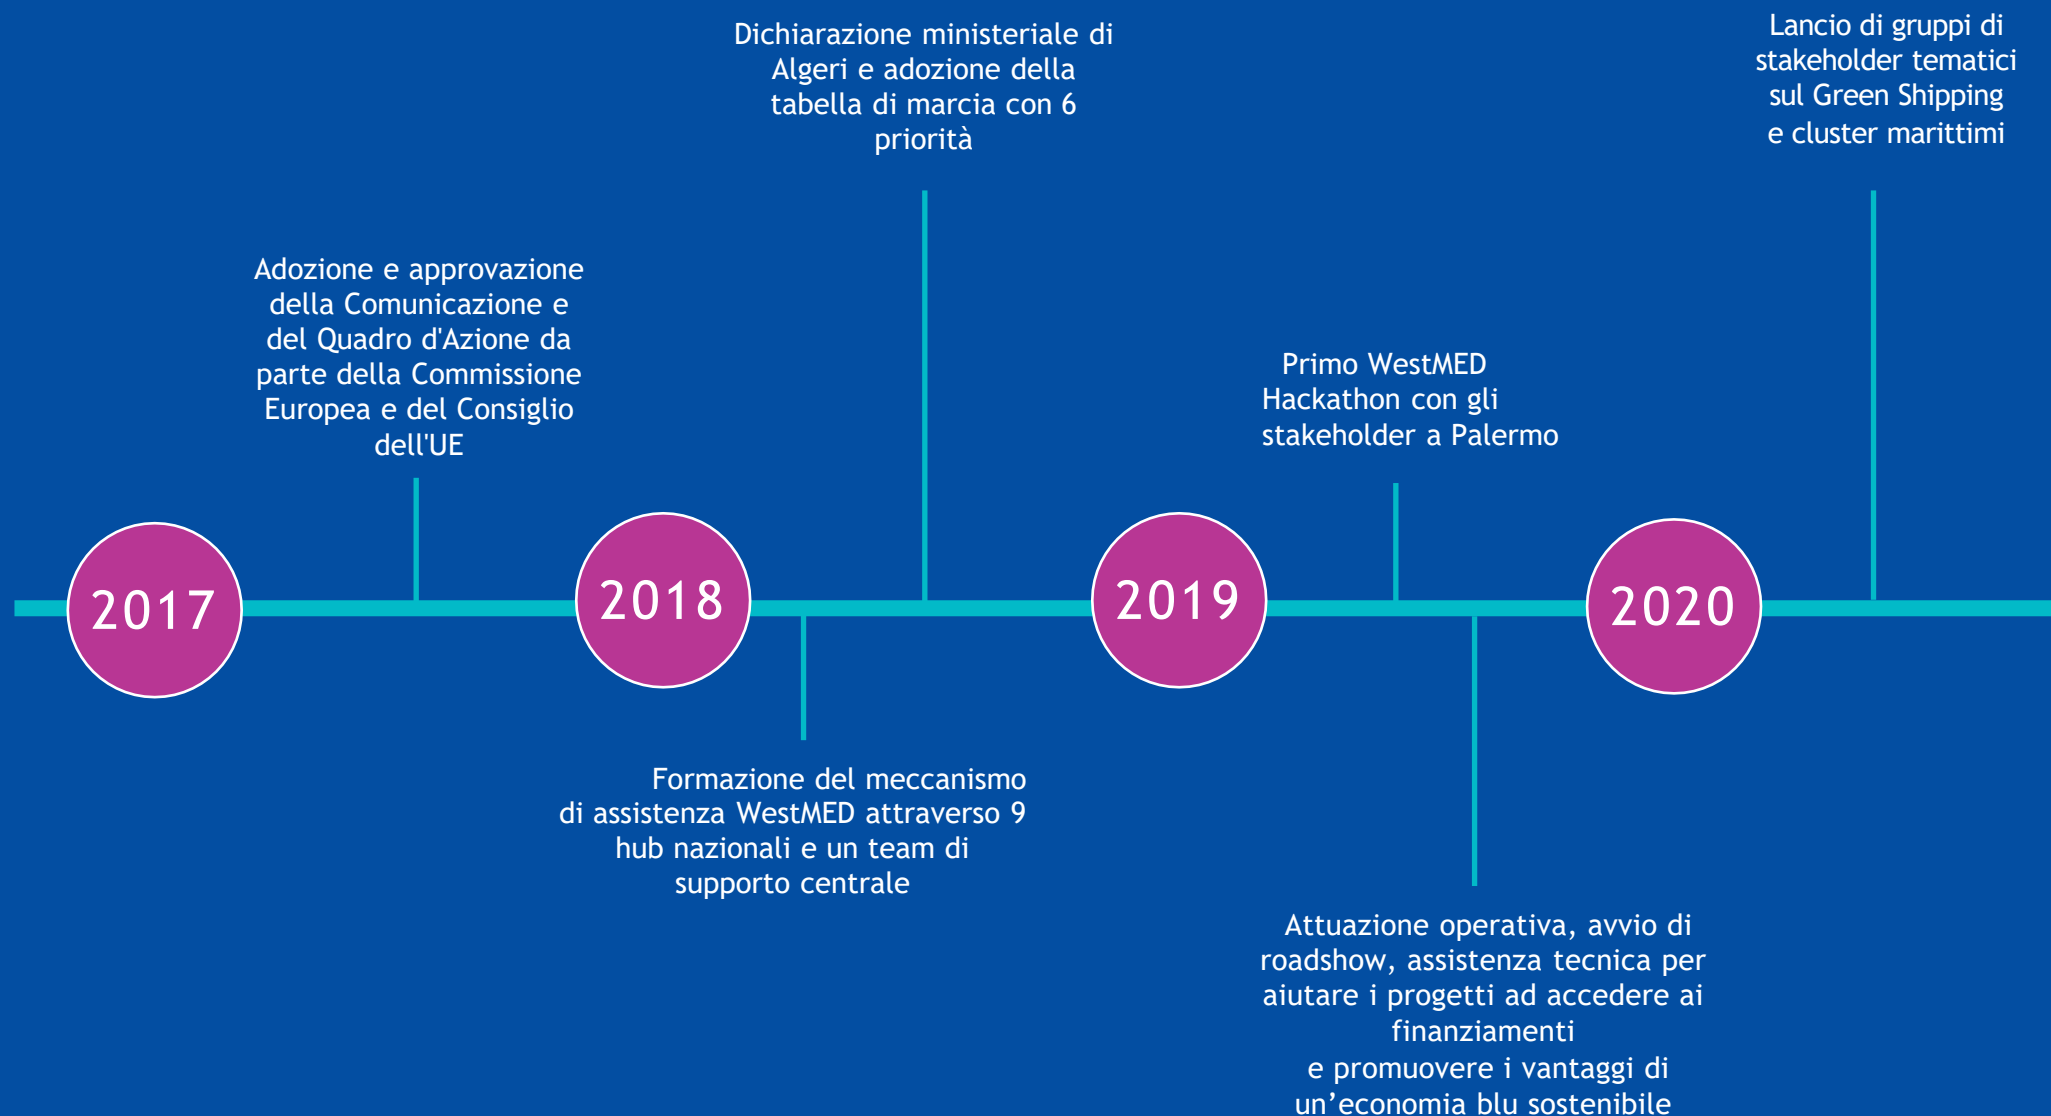 2017
Adozione e approvazione
della Comunicazione e
del Quadro d'Azione da
parte della Commissione
Europea e del Consiglio
dell'UE
2018
Formazione del meccanismo
di assistenza WestMED attraverso 9
hub nazionali e un team di
supporto centrale
Dichiarazione ministeriale di
Algeri e adozione della
tabella di marcia con 6
priorità
2019
Primo WestMED
Hackathon con gli
stakeholder a Palermo
Attuazione operativa, avvio di
roadshow, assistenza tecnica per
aiutare i progetti ad accedere ai
finanziamenti
e promuovere i vantaggi di
un’economia blu sostenibile
2020
Lancio di gruppi di
stakeholder tematici
sul Green Shipping
e cluster marittimi